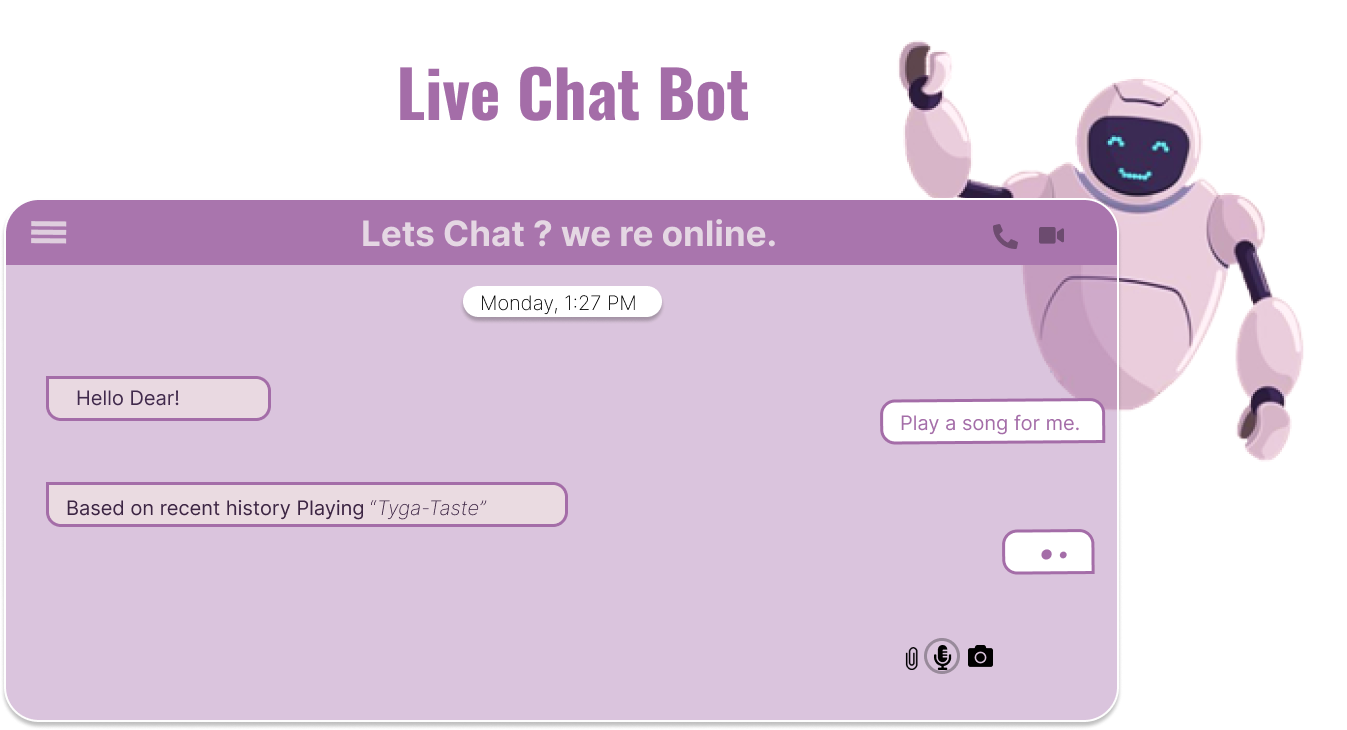 Live Chat Bot
Lets Chat ? we re online.
Monday, 1:27 PM
Hello Dear!
Play a song for me.
Based on recent history Playing “Tyga-Taste”